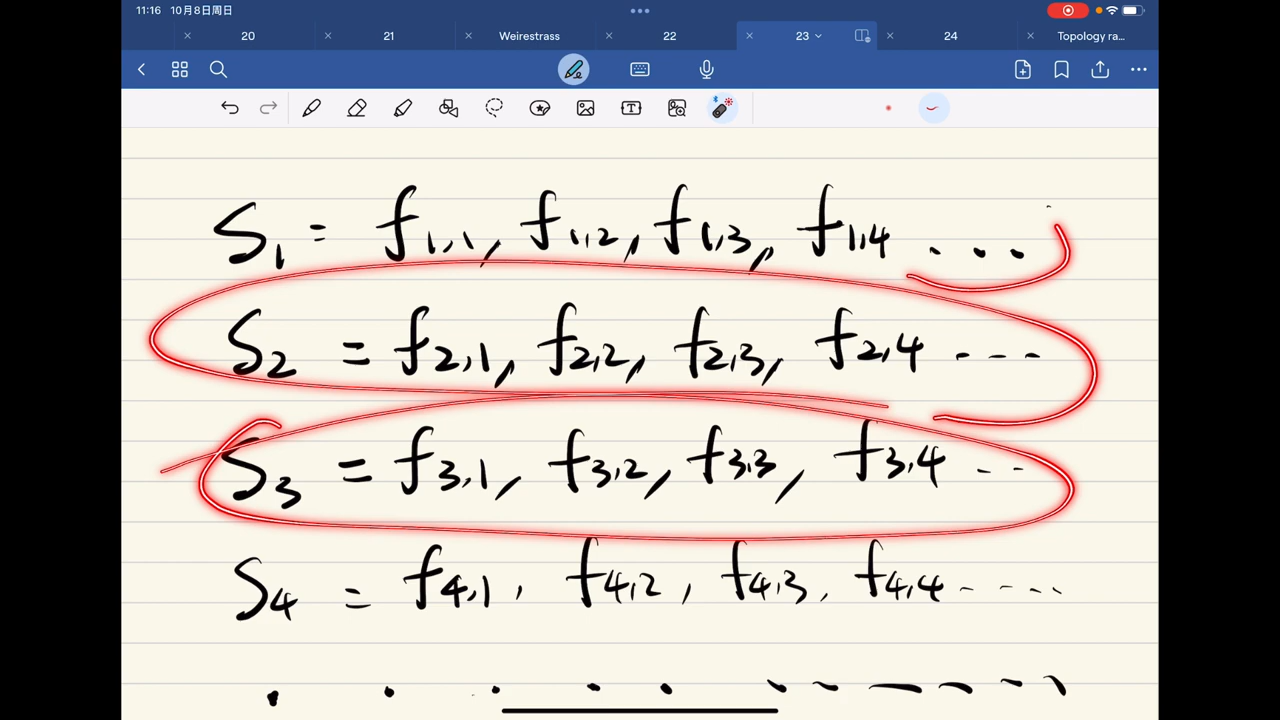 11:16 10月8日周日
20 21 Weirestrass 22 23 24 Topology ra...
S₁ = f₁,₁, f₁,₂, f₁,₃, f₁,₄ ...
S₂ = f₂,₁, f₂,₂, f₂,₃, f₂,₄ ---
S₃ = f₃,₁, f₃,₂, f₃,₃, f₃,₄ --
S₄ = f₄,₁, f₄,₂, f₄,₃, f₄,₄ ----